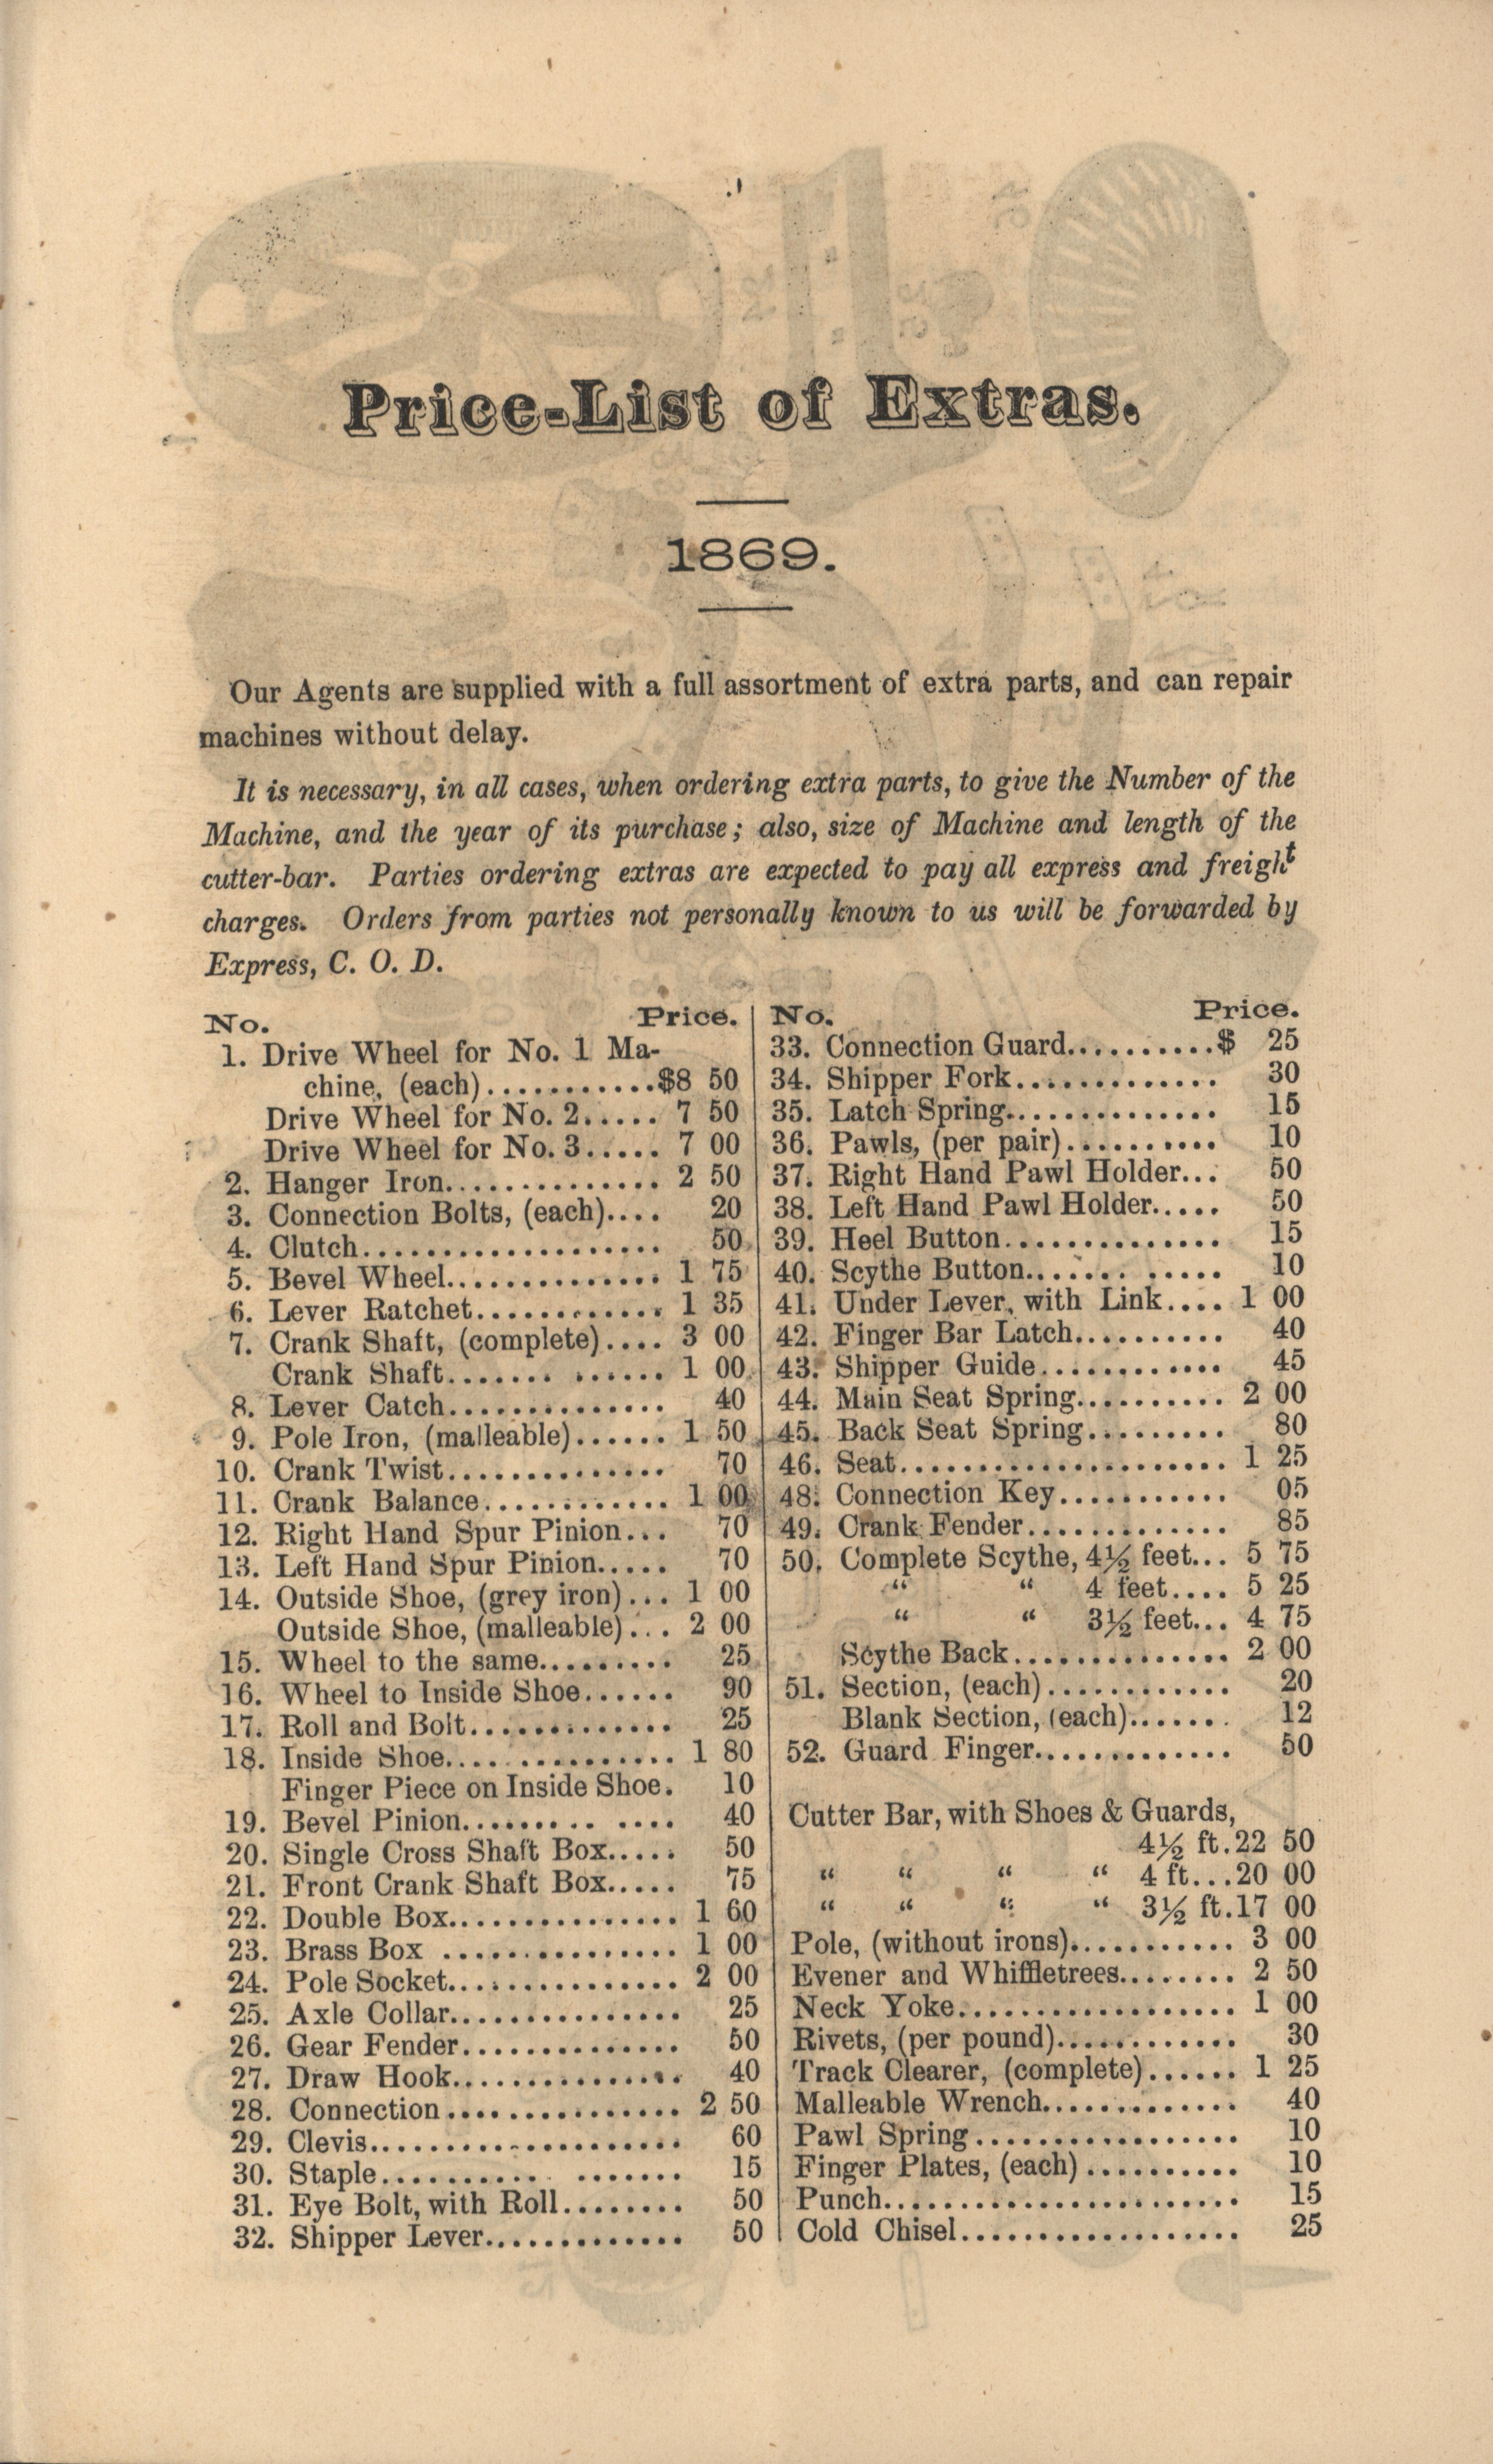 Price-List of Extras.
1869.
Our Agents are supplied with a full assortment of extra parts, and can repair
machines without delay.
It is necessary, in all cases, when ordering extra parts, to give the Number of the
Machine, and the year of its purchase; also, size of Machine and length of the
cutter-bar. Parties ordering extras are expected to pay all express and freight
charges. Orders from parties not personally known to us will be forwarded by
Express, C. O. D.
No. Price.
1. Drive Wheel for No. 1 Ma-
chine, (each)...........$8 50
Drive Wheel for No. 2..... 7 50
Drive Wheel for No. 3..... 7 00
2. Hanger Iron.............. 2 50
3. Connection Bolts, (each).... 20
4. Clutch................... 50
5. Bevel Wheel.............. 1 75
6. Lever Ratchet............ 1 35
7. Crank Shaft, (complete).... 3 00
Crank Shaft....... ...... 1 00
8. Lever Catch.............. 40
9. Pole Iron, (malleable)...... 1 50
10. Crank Twist.............. 70
11. Crank Balance............ 1 00
12. Right Hand Spur Pinion... 70
13. Left Hand Spur Pinion..... 70
14. Outside Shoe, (grey iron)... 1 00
Outside Shoe, (malleable)... 2 00
15. Wheel to the same......... 25
16. Wheel to Inside Shoe...... 90
17. Roll and Bolt............. 25
18. Inside Shoe............... 1 80
Finger Piece on Inside Shoe. 10
19. Bevel Pinion......... .... 40
20. Single Cross Shaft Box..... 50
21. Front Crank Shaft Box..... 75
22. Double Box............... 1 60
23. Brass Box ............... 1 00
24. Pole Socket............... 2 00
25. Axle Collar............... 25
26. Gear Fender.............. 50
27. Draw Hook............... 40
28. Connection............... 2 50
29. Clevis.................... 60
30. Staple.......... ....... 15
31. Eye Bolt, with Roll........ 50
32. Shipper Lever............. 50
No. Price.
33. Connection Guard..........$ 25
34. Shipper Fork............. 30
35. Latch Spring.............. 15
36. Pawls, (per pair).......... 10
37. Right Hand Pawl Holder... 50
38. Left Hand Pawl Holder..... 50
39. Heel Button.............. 15
40. Scythe Button....... ..... 10
41. Under Lever, with Link.... 1 00
42. Finger Bar Latch.......... 40
43. Shipper Guide............ 45
44. Main Seat Spring.......... 2 00
45. Back Seat Spring......... 80
46. Seat..................... 1 25
48. Connection Key........... 05
49. Crank Fender............. 85
50. Complete Scythe, 4½ feet... 5 75
“ “ 4 feet.... 5 25
“ “ 3½ feet... 4 75
Scythe Back.............. 2 00
51. Section, (each)............ 20
Blank Section, (each)....... 12
52. Guard Finger............. 50
Cutter Bar, with Shoes & Guards,
4½ ft.22 50
“ “ “ “ 4 ft...20 00
“ “ “ “ 3½ ft.17 00
Pole, (without irons)........... 3 00
Evener and Whiffletrees........ 2 50
Neck Yoke.................. 1 00
Rivets, (per pound)............ 30
Track Clearer, (complete)...... 1 25
Malleable Wrench............. 40
Pawl Spring................. 10
Finger Plates, (each).......... 10
Punch....................... 15
Cold Chisel.................. 25